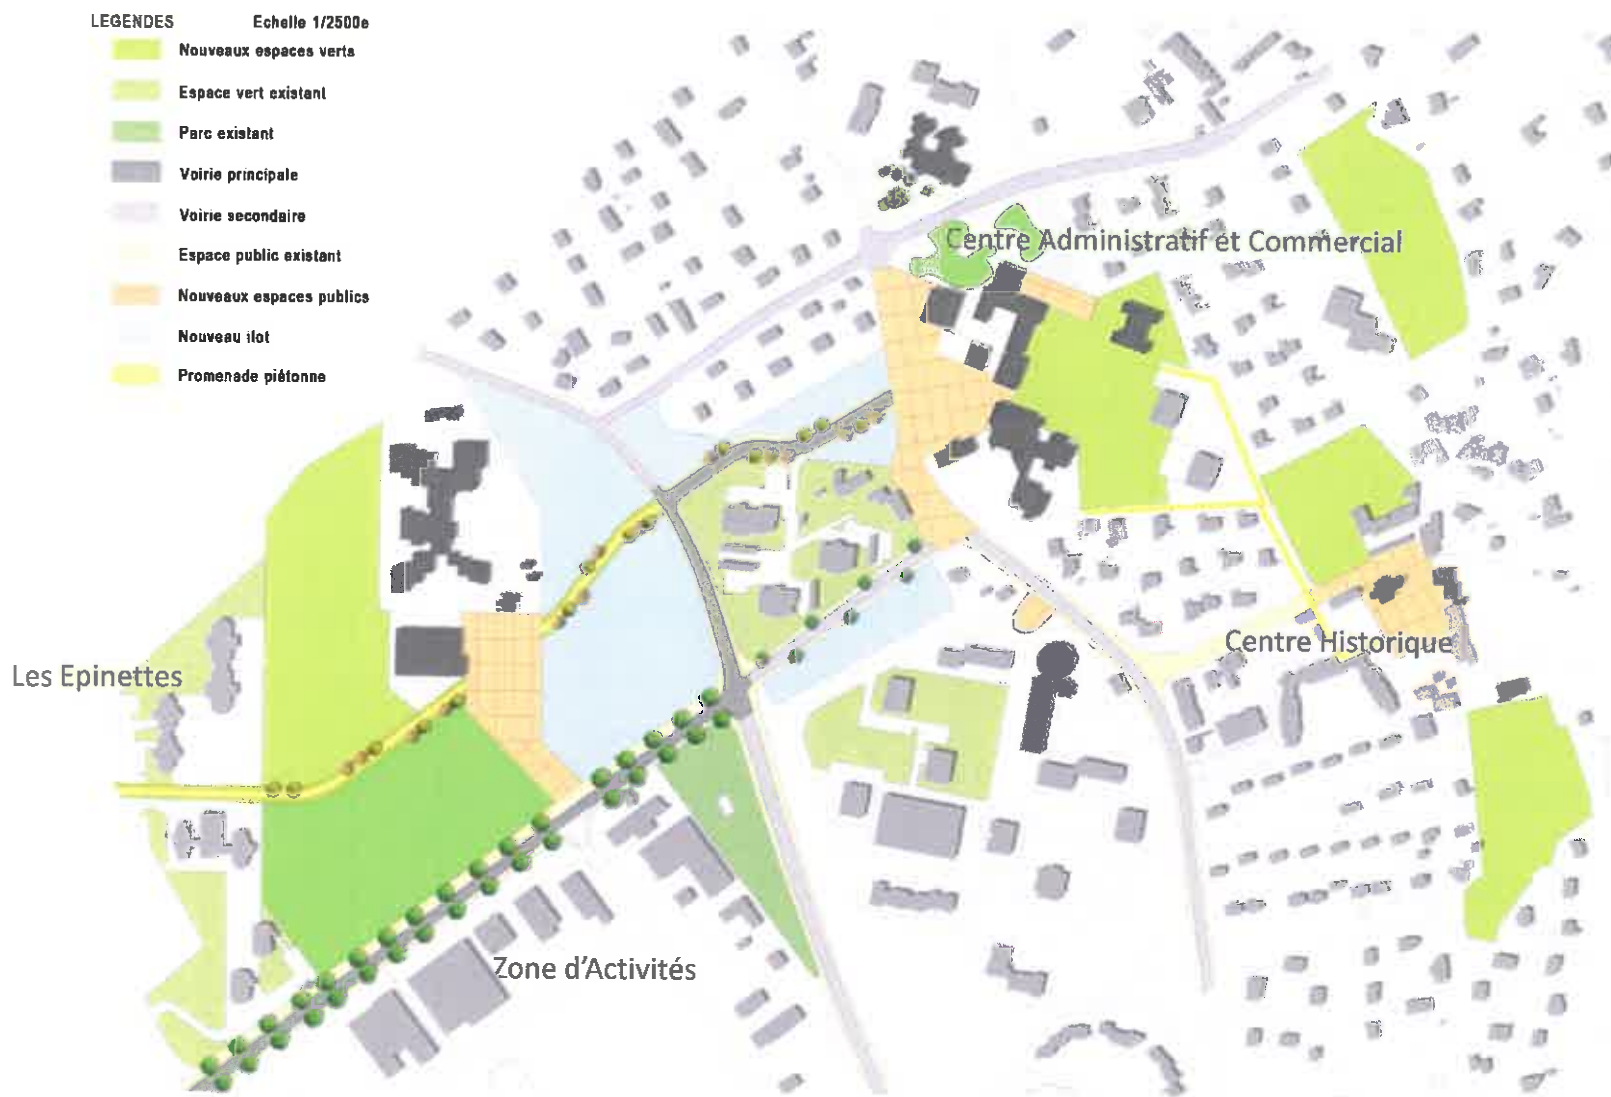 LEGENDES Echelle 1/2500e
Nouveaux espaces verts
Espace vert existant
Parc existant
Voirie principale
Voirie secondaire
Espace public existant
Nouveaux espaces publics
Nouveau ilot
Promenade piétonne
Centre Administratif et Commercial
Les Epinettes
Centre Historique
Zone d'Activités